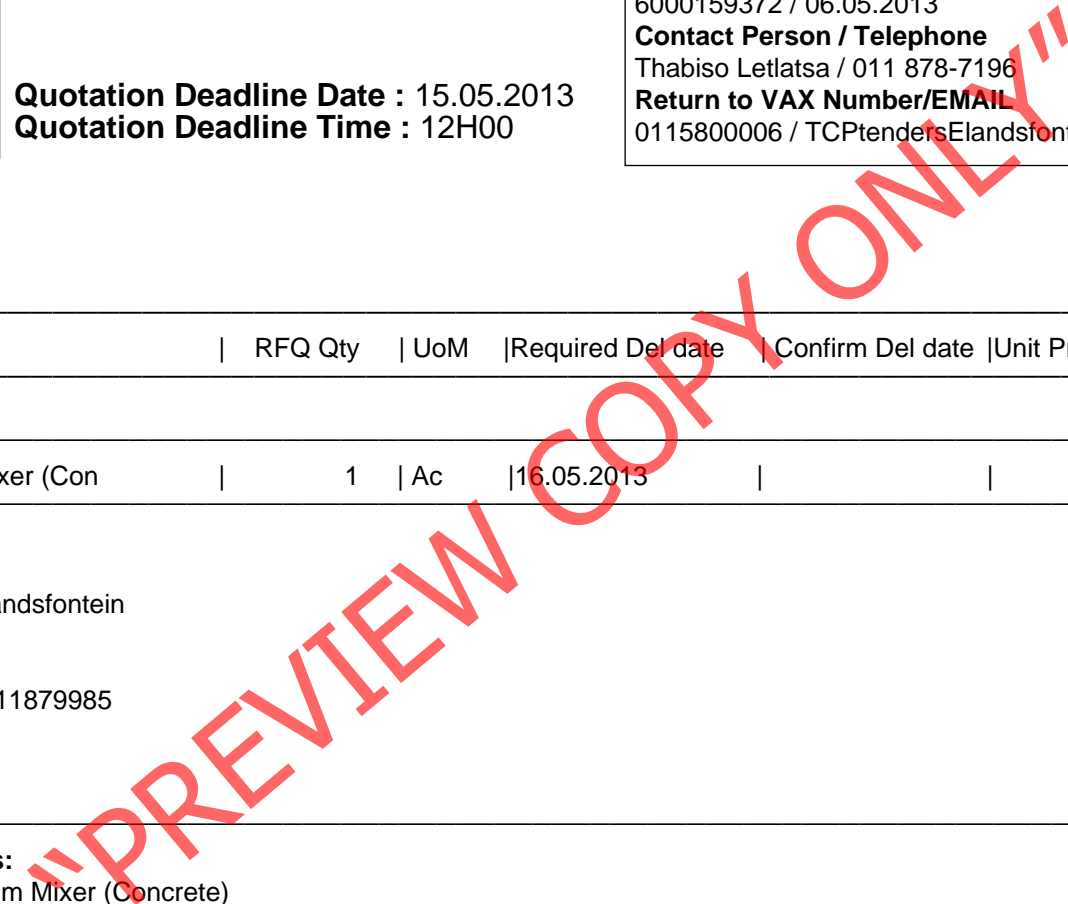 6000159372 / 06.05.2013
Contact Person / Telephone
Thabiso Letlatsa / 011 878-7196
Quotation Deadline Date : 15.05.2013
Return to VAX Number/EMAIL
Quotation Deadline Time : 12H00
0115800006 / TCPtendersElandsfont
| RFQ Qty | UoM |Required Del date | Confirm Del date |Unit Pr
xer (Con | 1 | Ac |16.05.2013 | |
andsfontein
11879985
s:
m Mixer (Concrete)
"PREVIEW COPY ONLY"